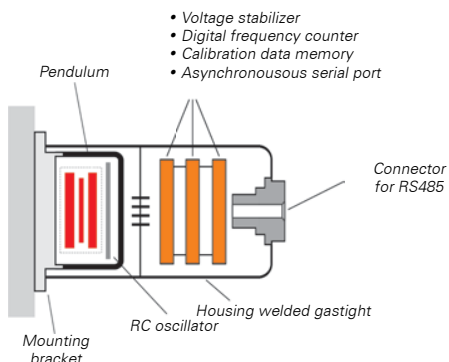 • Voltage stabilizer
• Digital frequency counter
• Calibration data memory
• Asynchronousous serial port
Pendulum
Connector
for RS485
Housing welded gastight
RC oscillator
Mounting
bracket